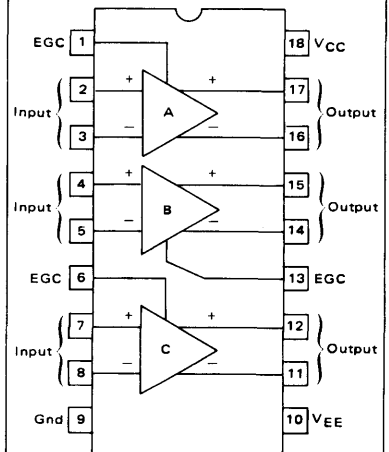 EGC 1 18 VCC
2 + + 17
Input A Output
3 − − 16
4 + + 15
Input B Output
5 − − 14
EGC 6 13 EGC
7 + + 12
Input C Output
8 − − 11
Gnd 9 10 VEE